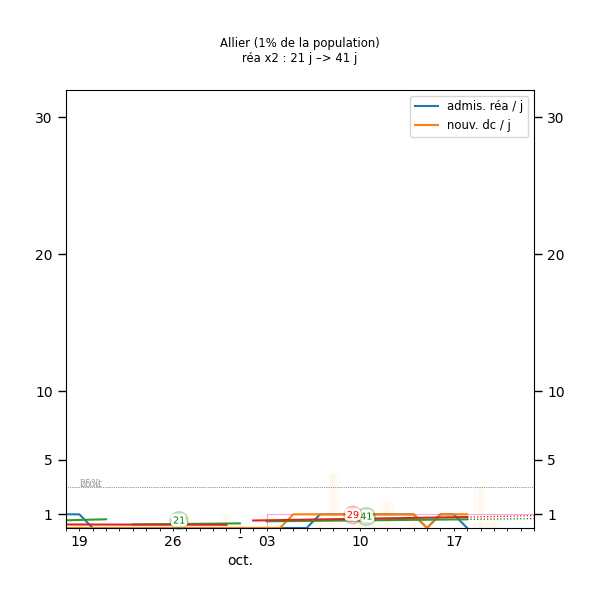 Allier (1% de la population)
réa x2 : 21 j –> 41 j
admis. réa / j
nouv. dc / j
30 30
20 20
10 10
5 5
1 1
21 29 41
19 26 - 03 10 17
oct.